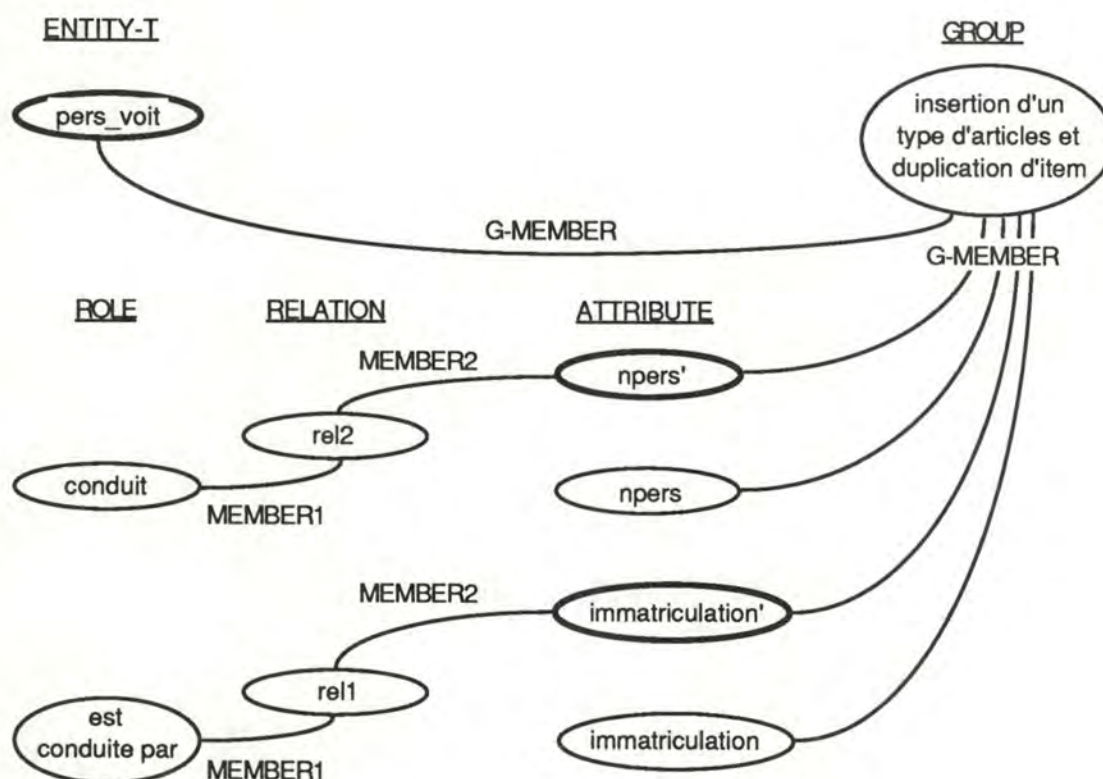 ENTITY-T
GROUP
pers_voit
insertion d'un
type d'articles et
duplication d'item
G-MEMBER
G-MEMBER
ROLE
RELATION
ATTRIBUTE
MEMBER2
npers'
rel2
conduit
npers
MEMBER1
MEMBER2
immatriculation'
rel1
est
conduite par
immatriculation
MEMBER1